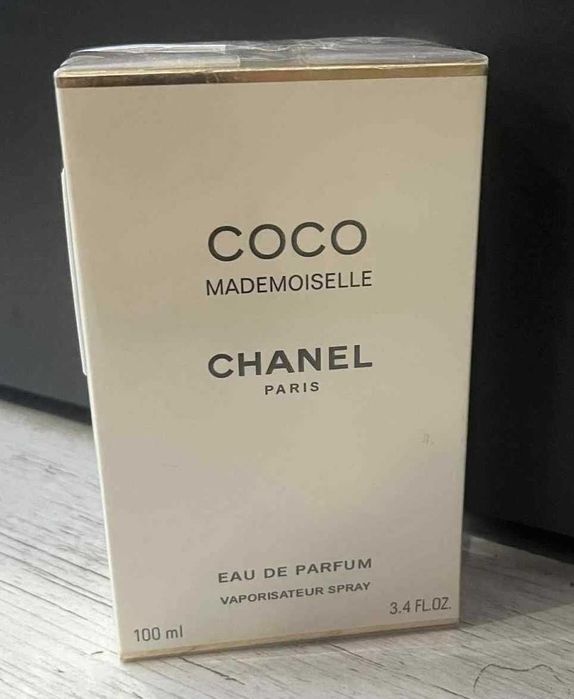 COCO
MADEMOISELLE
CHANEL
PARIS
EAU DE PARFUM
VAPORISATEUR SPRAY
100 ml
3.4 FL.OZ.